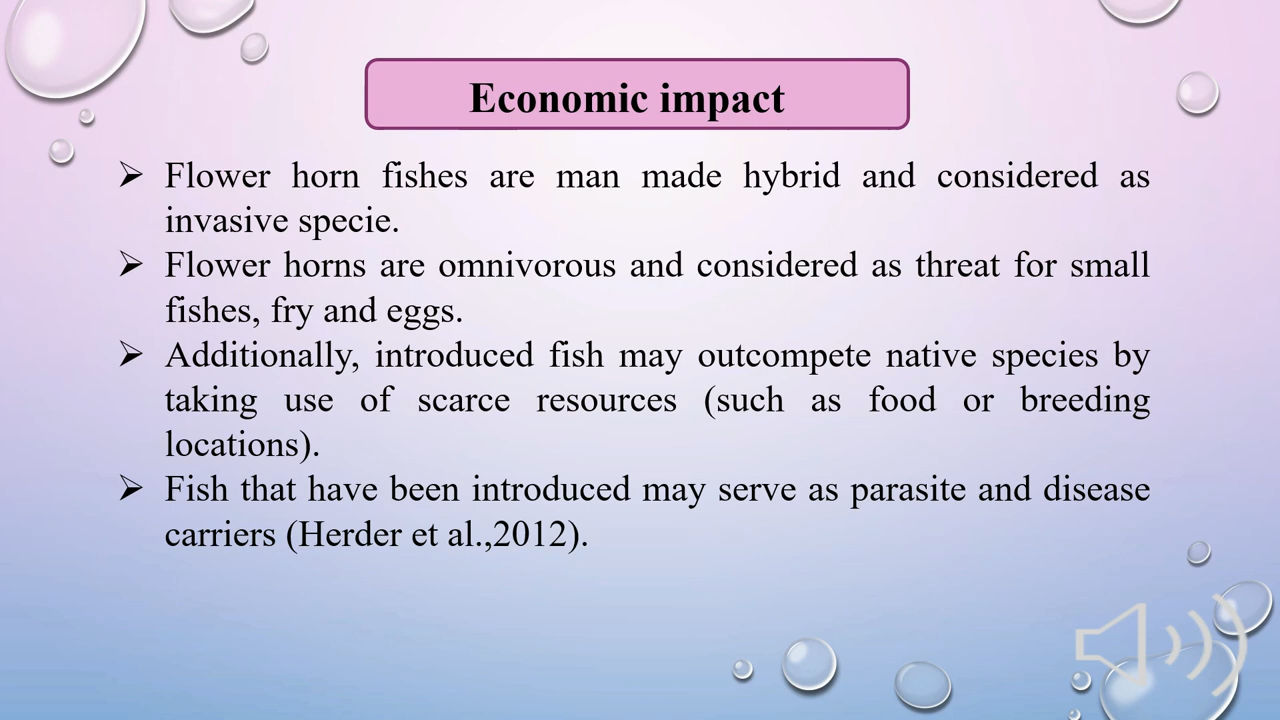 Economic impact
➢ Flower horn fishes are man made hybrid and considered as
invasive specie.
➢ Flower horns are omnivorous and considered as threat for small
fishes, fry and eggs.
➢ Additionally, introduced fish may outcompete native species by
taking use of scarce resources (such as food or breeding
locations).
➢ Fish that have been introduced may serve as parasite and disease
carriers (Herder et al.,2012).